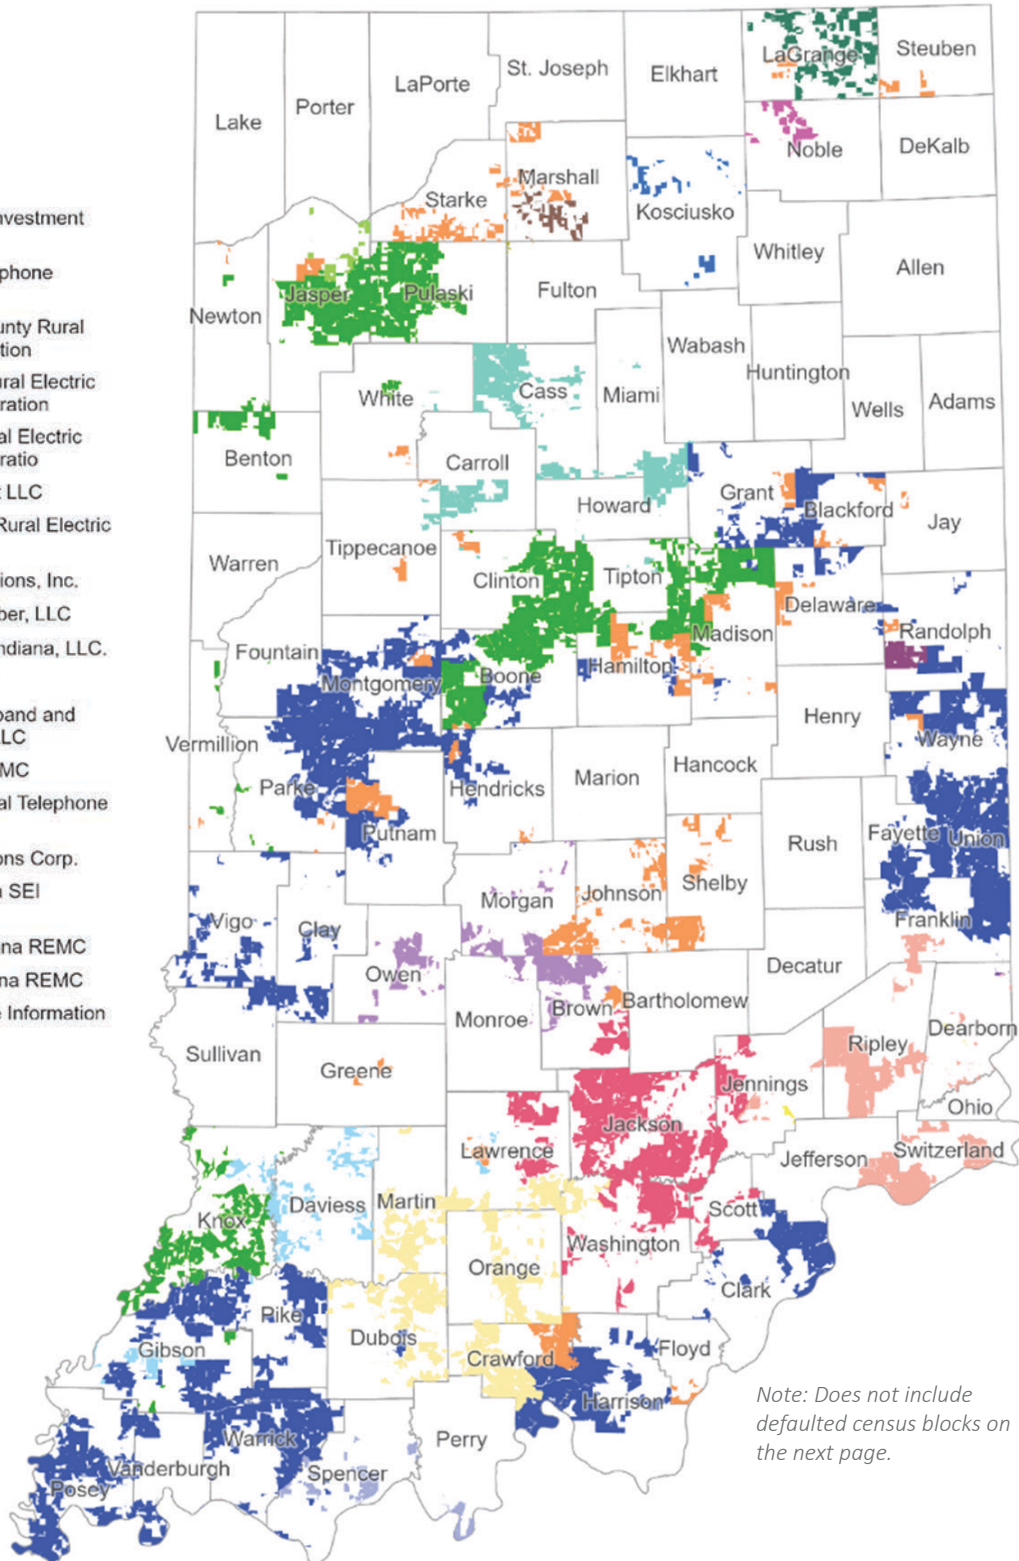 nvestment
phone
unty Rural
tion
ural Electric
ration
al Electric
ratio
t LLC
Rural Electric
ions, Inc.
ber, LLC
ndiana, LLC.
band and
LLC
EMC
al Telephone
ons Corp.
n SEI
ana REMC
na REMC
e Information
LaGrange
Steuben
St. Joseph
Elkhart
LaPorte
Porter
Lake
Noble
DeKalb
Marshall
Starke
Kosciusko
Whitley
Allen
Jasper
Pulaski
Fulton
Newton
Wabash
Huntington
White
Cass
Miami
Wells
Adams
Benton
Carroll
Howard
Grant
Blackford
Jay
Warren
Tippecanoe
Clinton
Tipton
Delaware
Madison
Randolph
Fountain
Montgomery
Boone
Hamilton
Henry
Wayne
Vermillion
Parke
Hendricks
Marion
Hancock
Putnam
Rush
Fayette
Union
Morgan
Johnson
Shelby
Franklin
Vigo
Clay
Owen
Decatur
Monroe
Brown
Bartholomew
Dearborn
Ripley
Sullivan
Greene
Jennings
Ohio
Jackson
Lawrence
Jefferson
Switzerland
Daviess
Martin
Knox
Scott
Washington
Orange
Clark
Pike
Dubois
Gibson
Crawford
Floyd
Harrison
Note: Does not include
defaulted census blocks on
the next page.
Warrick
Perry
Vanderburgh
Spencer
Posey